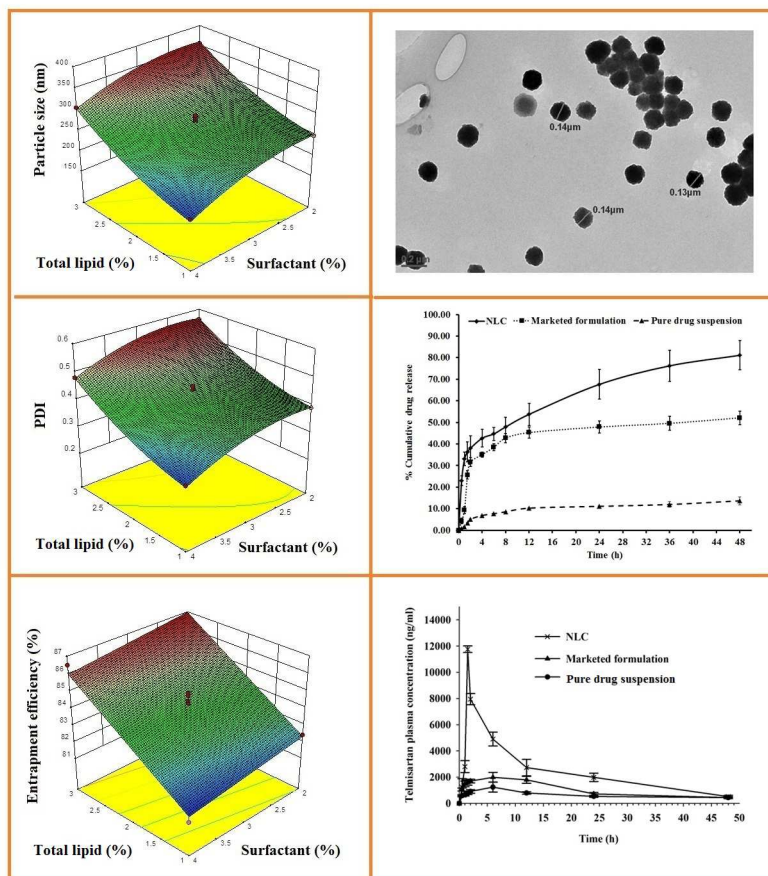 400
350
300
250
200
150
Particle size (nm)
3
2.5
2
1.5
1 4
3.5
3
2.5
2
Total lipid (%)
Surfactant (%)
0.14μm
0.13μm
0.14μm
0.2 μm
0.6
0.5
0.4
0.3
0.2
PDI
3
2.5
2
1.5
1 4
3.5
3
2.5
2
Total lipid (%)
Surfactant (%)
100.00
90.00
80.00
70.00
60.00
50.00
40.00
30.00
20.00
10.00
0.00
% Cumulative drug release
NLC
Marketed formulation
Pure drug suspension
0 4 8 12 16 20 24 28 32 36 40 44 48
Time (h)
87
86
85
84
83
82
81
Entrapment efficiency (%)
3
2.5
2
1.5
1 4
3.5
3
2.5
2
Total lipid (%)
Surfactant (%)
14000
12000
10000
8000
6000
4000
2000
0
Telmisartan plasma concentration (ng/ml)
NLC
Marketed formulation
Pure drug suspension
0 5 10 15 20 25 30 35 40 45 50
Time (h)